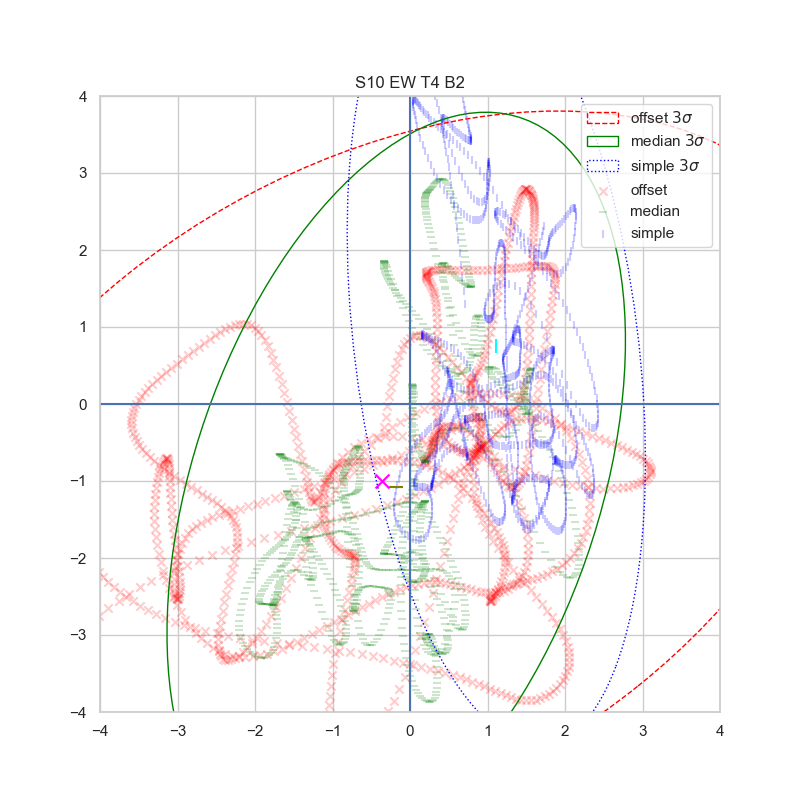 S10 EW T4 B2
offset 3σ
median 3σ
simple 3σ
offset
median
simple
4
3
2
1
0
−1
−2
−3
−4
−4 −3 −2 −1 0 1 2 3 4